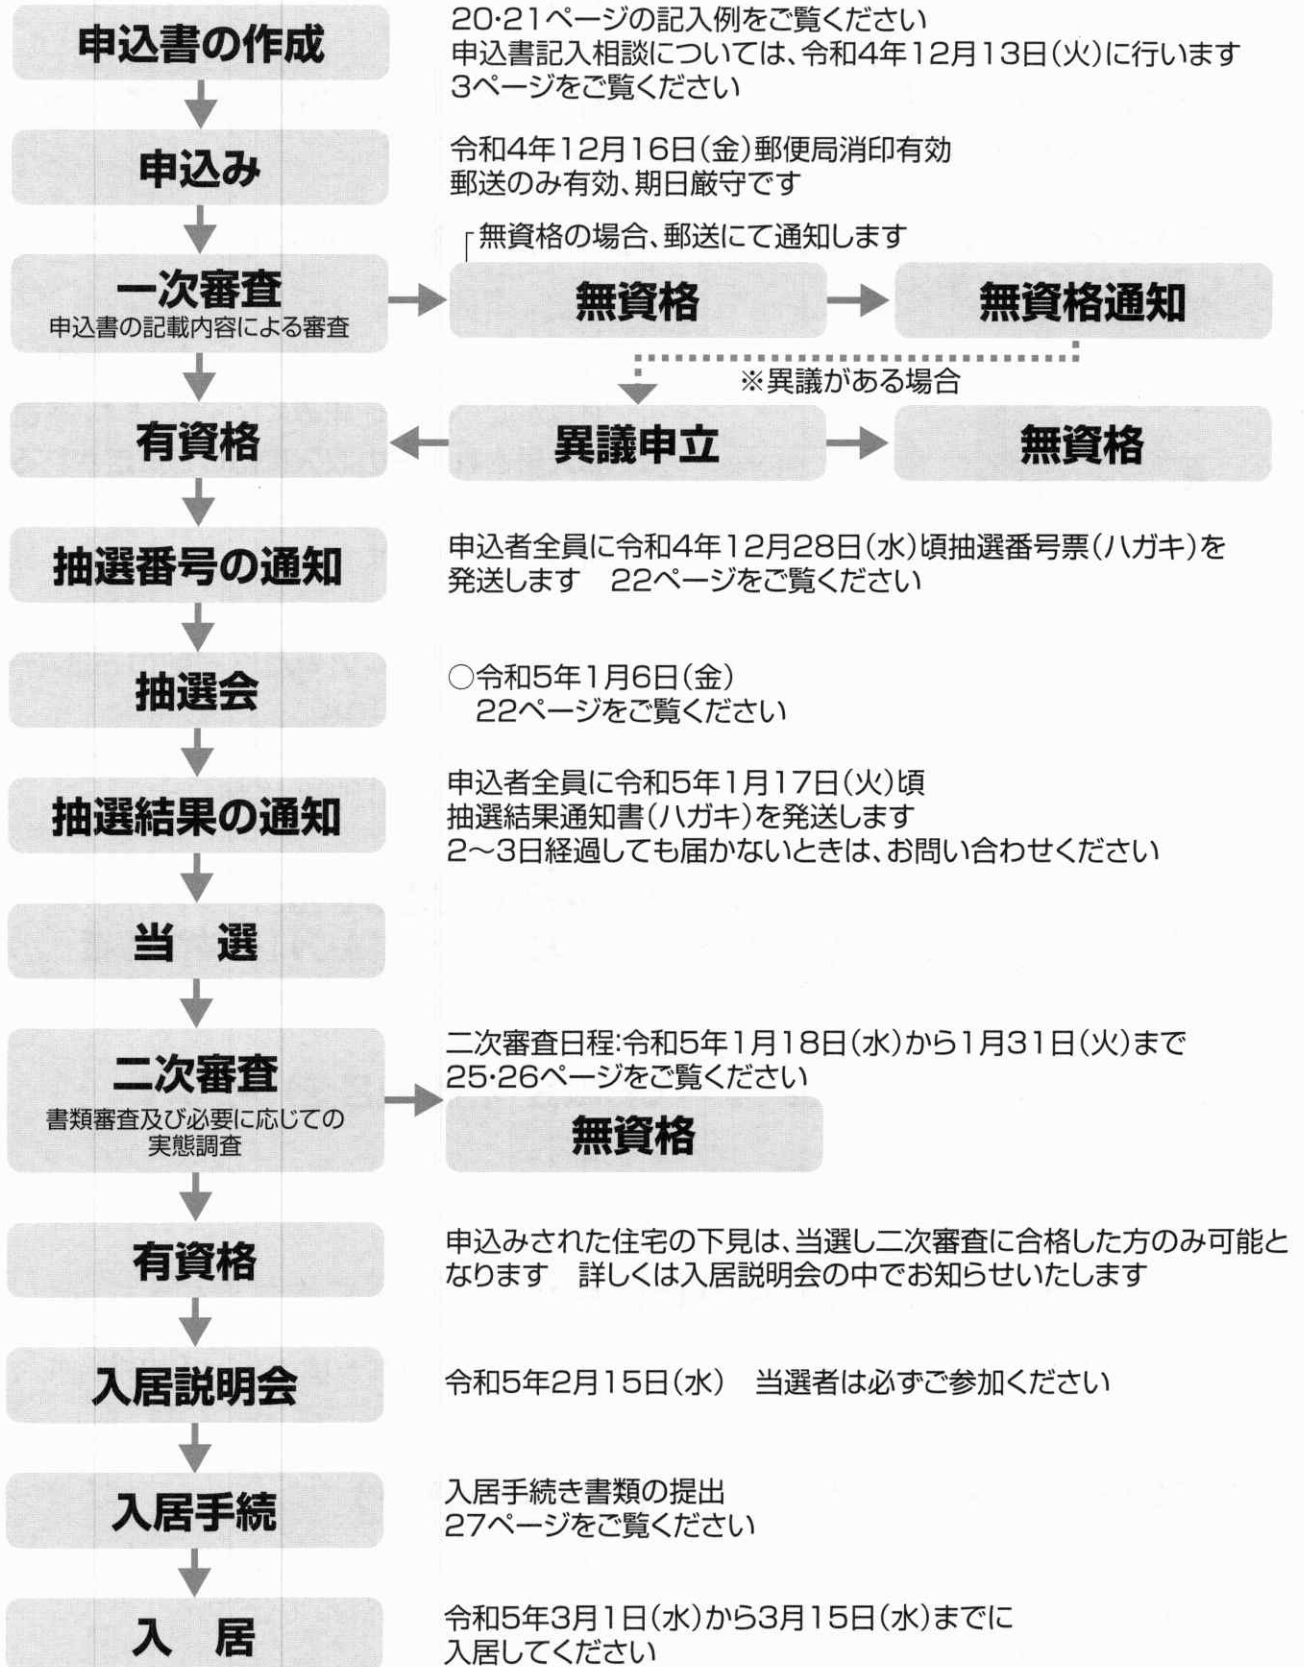 申込書の作成
20・21ページの記入例をご覧ください
申込書記入相談については、令和4年12月13日(火)に行います
3ページをご覧ください
申込み
令和4年12月16日(金)郵便局消印有効
郵送のみ有効、期日厳守です
無資格の場合、郵送にて通知します
一次審査
申込書の記載内容による審査
無資格
無資格通知
※異議がある場合
有資格
異議申立
無資格
抽選番号の通知
申込者全員に令和4年12月28日(水)頃抽選番号票(ハガキ)を
発送します　22ページをご覧ください
抽選会
○令和5年1月6日(金)
22ページをご覧ください
抽選結果の通知
申込者全員に令和5年1月17日(火)頃
抽選結果通知書(ハガキ)を発送します
2〜3日経過しても届かないときは、お問い合わせください
当　選
二次審査
書類審査及び必要に応じての
実態調査
二次審査日程:令和5年1月18日(水)から1月31日(火)まで
25・26ページをご覧ください
無資格
有資格
申込みされた住宅の下見は、当選し二次審査に合格した方のみ可能と
なります　詳しくは入居説明会の中でお知らせいたします
入居説明会
令和5年2月15日(水)　当選者は必ずご参加ください
入居手続
入居手続き書類の提出
27ページをご覧ください
入　居
令和5年3月1日(水)から3月15日(水)までに
入居してください